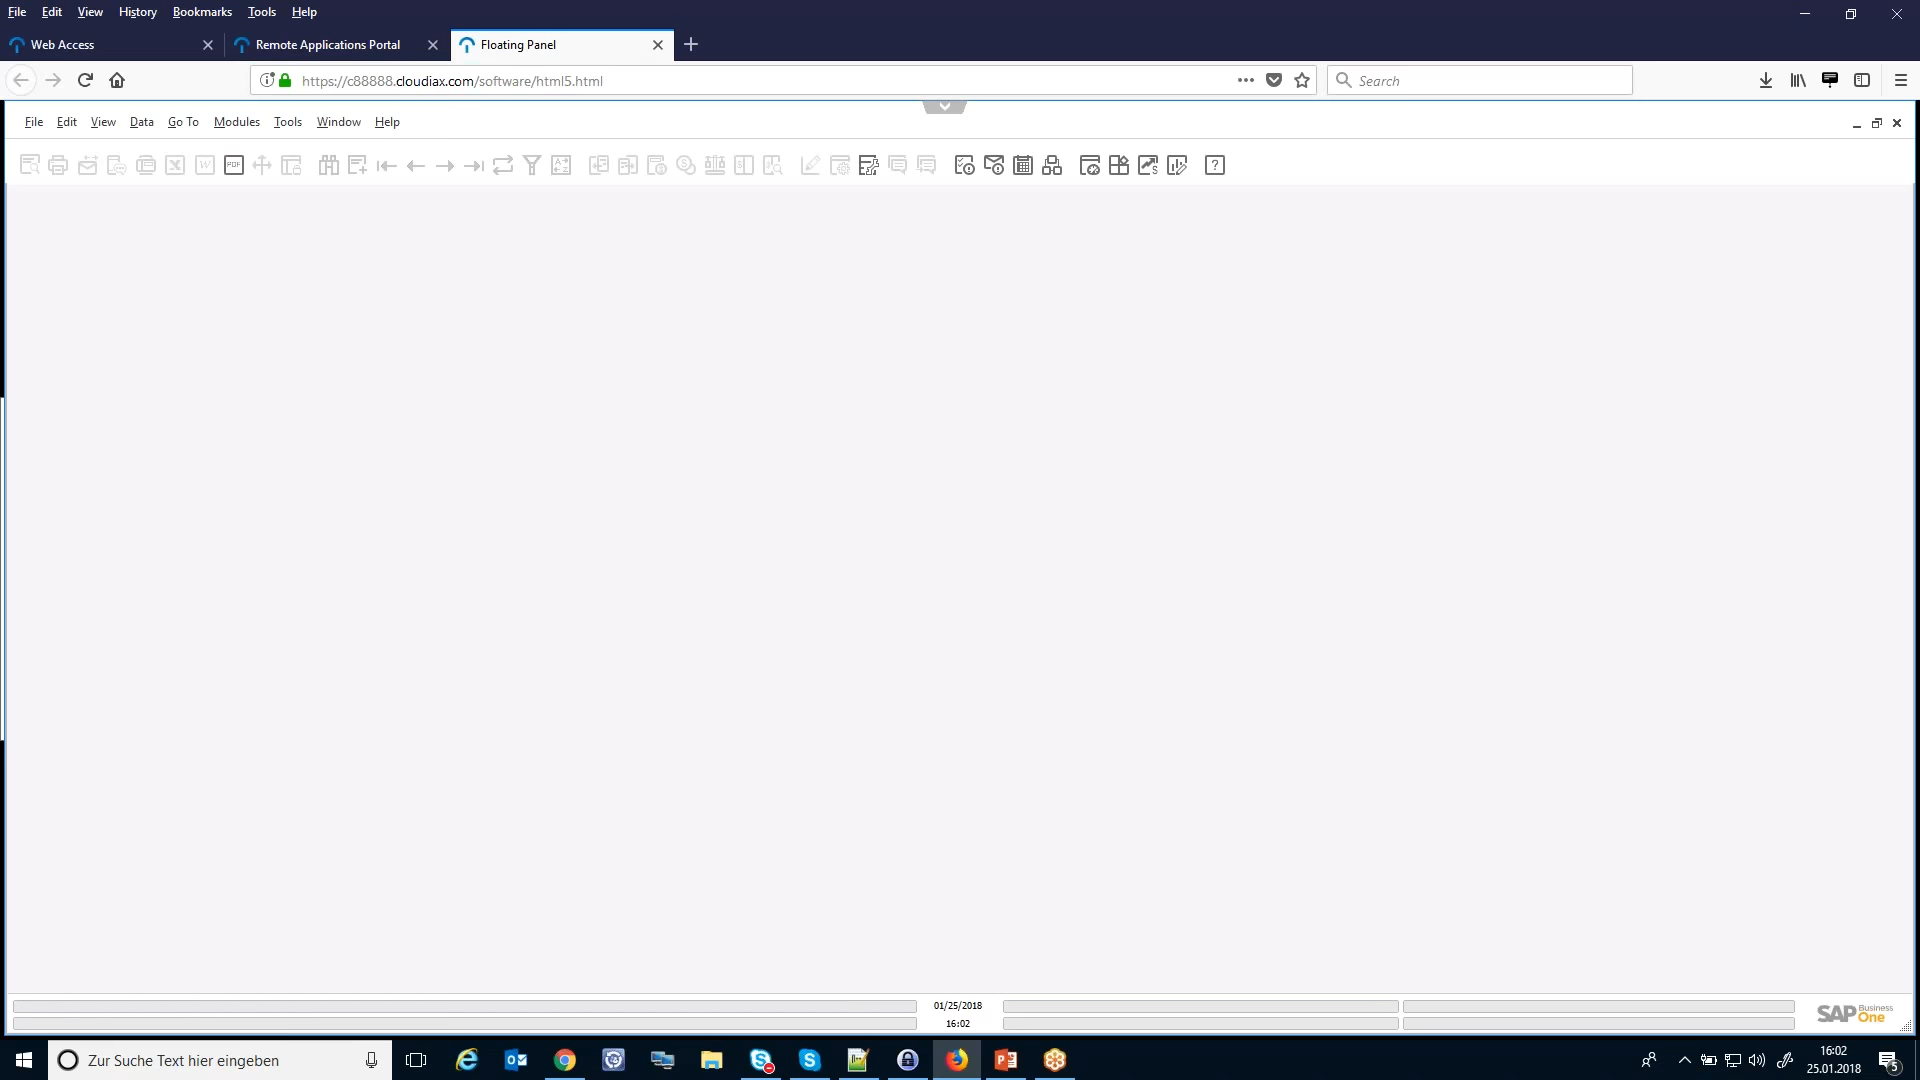 File Edit View History Bookmarks Tools Help
Web Access Remote Applications Portal Floating Panel
https://c88888.cloudiax.com/software/html5.html Search
File Edit View Data Go To Modules Tools Window Help
PDF
01/25/2018
16:02
SAP Business One
Zur Suche Text hier eingeben
16:02
25.01.2018
5